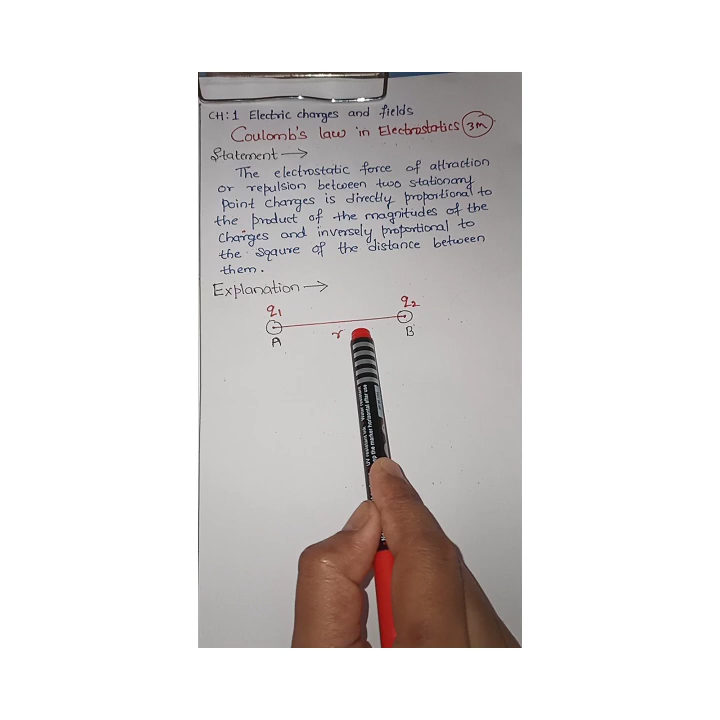 CH:1 Electric charges and fields
Coulomb's law in Electrostatics 3m
Statement →
The electrostatic force of attraction
or repulsion between two stationary
point charges is directly proportional to
the product of the magnitudes of the
charges and inversely proportional to
the sqaure of the distance between
them.
Explanation →
q1 q2
r
A B